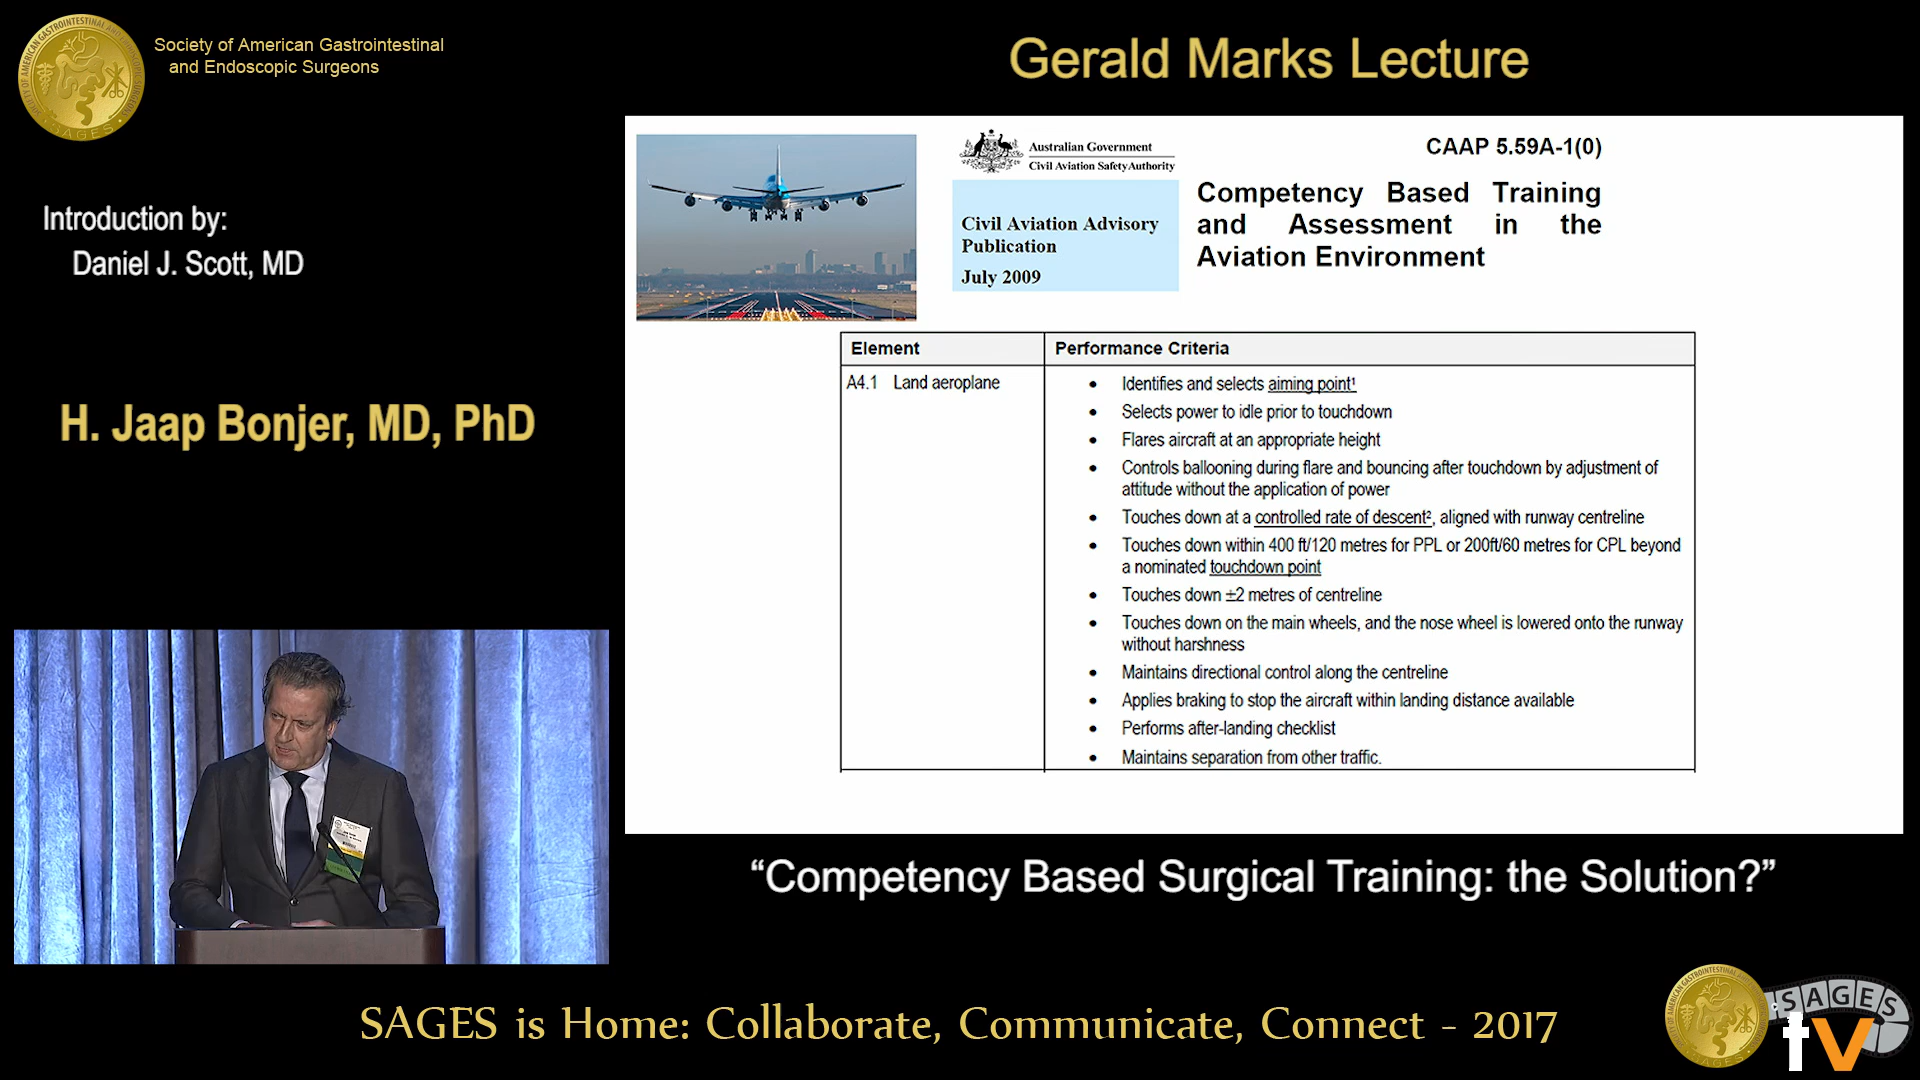 Society of American Gastrointestinal
and Endoscopic Surgeons
Gerald Marks Lecture
Introduction by:
Daniel J. Scott, MD
H. Jaap Bonjer, MD, PhD
Australian Government
Civil Aviation Safety Authority
CAAP 5.59A-1(0)
Civil Aviation Advisory
Publication
July 2009
Competency Based Training
and Assessment in the
Aviation Environment
Element
Performance Criteria
A4.1 Land aeroplane
• Identifies and selects aiming point¹
• Selects power to idle prior to touchdown
• Flares aircraft at an appropriate height
• Controls ballooning during flare and bouncing after touchdown by adjustment of
attitude without the application of power
• Touches down at a controlled rate of descent², aligned with runway centreline
• Touches down within 400 ft/120 metres for PPL or 200ft/60 metres for CPL beyond
a nominated touchdown point
• Touches down ±2 metres of centreline
• Touches down on the main wheels, and the nose wheel is lowered onto the runway
without harshness
• Maintains directional control along the centreline
• Applies braking to stop the aircraft within landing distance available
• Performs after-landing checklist
• Maintains separation from other traffic.
“Competency Based Surgical Training: the Solution?”
SAGES is Home: Collaborate, Communicate, Connect - 2017
SAGES
tv